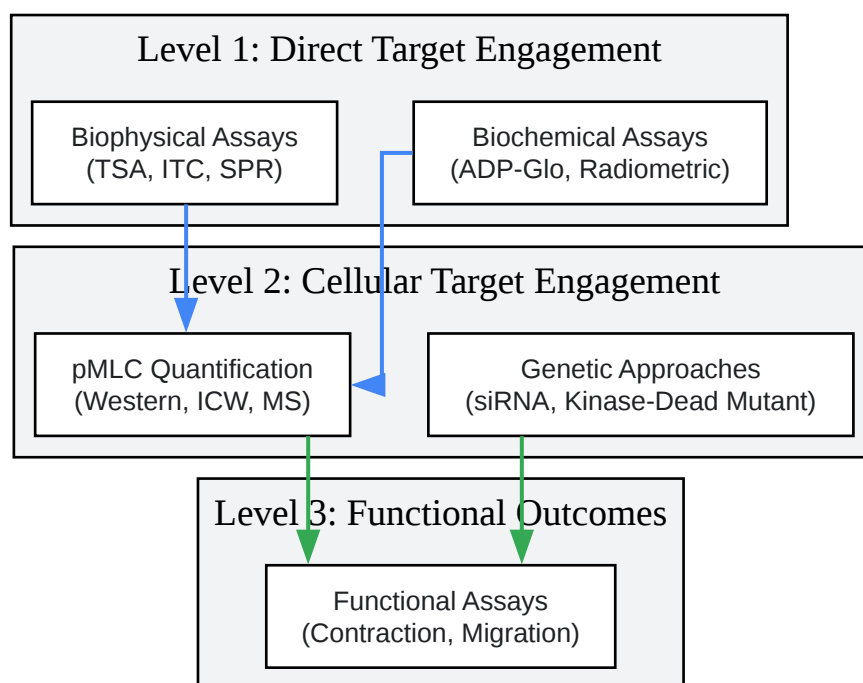 Level 1: Direct Target Engagement
Biophysical Assays
(TSA, ITC, SPR)
Biochemical Assays
(ADP-Glo, Radiometric)
Level 2: Cellular Target Engagement
pMLC Quantification
(Western, ICW, MS)
Genetic Approaches
(siRNA, Kinase-Dead Mutant)
Level 3: Functional Outcomes
Functional Assays
(Contraction, Migration)